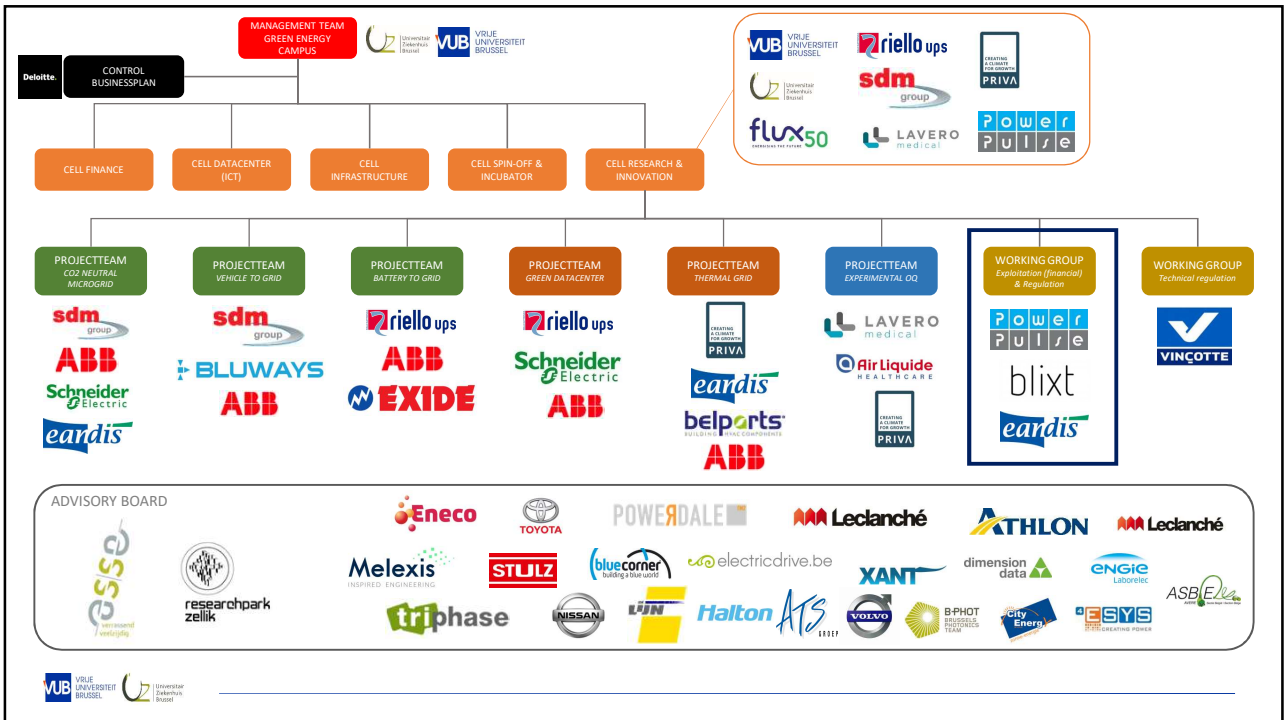 MANAGEMENT TEAM
GREEN ENERGY
CAMPUS
Universitair
Ziekenhuis
Brussel
VUB
VRIJE
UNIVERSITEIT
BRUSSEL
Deloitte.
CONTROL
BUSINESSPLAN
VUB
VRIJE
UNIVERSITEIT
BRUSSEL
riello ups
CREATING
A CLIMATE
FOR GROWTH
PRIVA
Universitair
Ziekenhuis
Brussel
sdm
group
flux50
ENERGISING THE FUTURE
LAVERO
medical
Power
Pulse
CELL FINANCE
CELL DATACENTER
(ICT)
CELL
INFRASTRUCTURE
CELL SPIN-OFF &
INCUBATOR
CELL RESEARCH &
INNOVATION
PROJECTTEAM
CO2 NEUTRAL
MICROGRID
sdm
group
ABB
Schneider
Electric
eandis
PROJECTTEAM
VEHICLE TO GRID
sdm
group
BLUWAYS
ABB
PROJECTTEAM
BATTERY TO GRID
riello ups
ABB
EXIDE
PROJECTTEAM
GREEN DATACENTER
riello ups
Schneider
Electric
ABB
PROJECTTEAM
THERMAL GRID
CREATING
A CLIMATE
FOR GROWTH
PRIVA
eandis
belparts
BUILDING HVAC COMPONENTS
ABB
PROJECTTEAM
EXPERIMENTAL OQ
LAVERO
medical
Air Liquide
HEALTHCARE
CREATING
A CLIMATE
FOR GROWTH
PRIVA
WORKING GROUP
Exploitation (financial)
& Regulation
Power
Pulse
blixt
eandis
WORKING GROUP
Technical regulation
VINÇOTTE
ADVISORY BOARD
verrassend
veelzijdig
researchpark
zellik
Eneco
TOYOTA
POWERDALE
Leclanché
ATHLON
Leclanché
Melexis
INSPIRED ENGINEERING
STULZ
bluecorner
building a blue world
electricdrive.be
XANT
dimension
data
ENGIE
Laborelec
ASBE
triphase
NISSAN
LIJN
Halton
ATS
GROEP
VOLVO
B-PHOT
BRUSSELS
PHOTONICS
TEAM
City
Energy
4ESYS
CREATING POWER
VUB
VRIJE
UNIVERSITEIT
BRUSSEL
Universitair
Ziekenhuis
Brussel